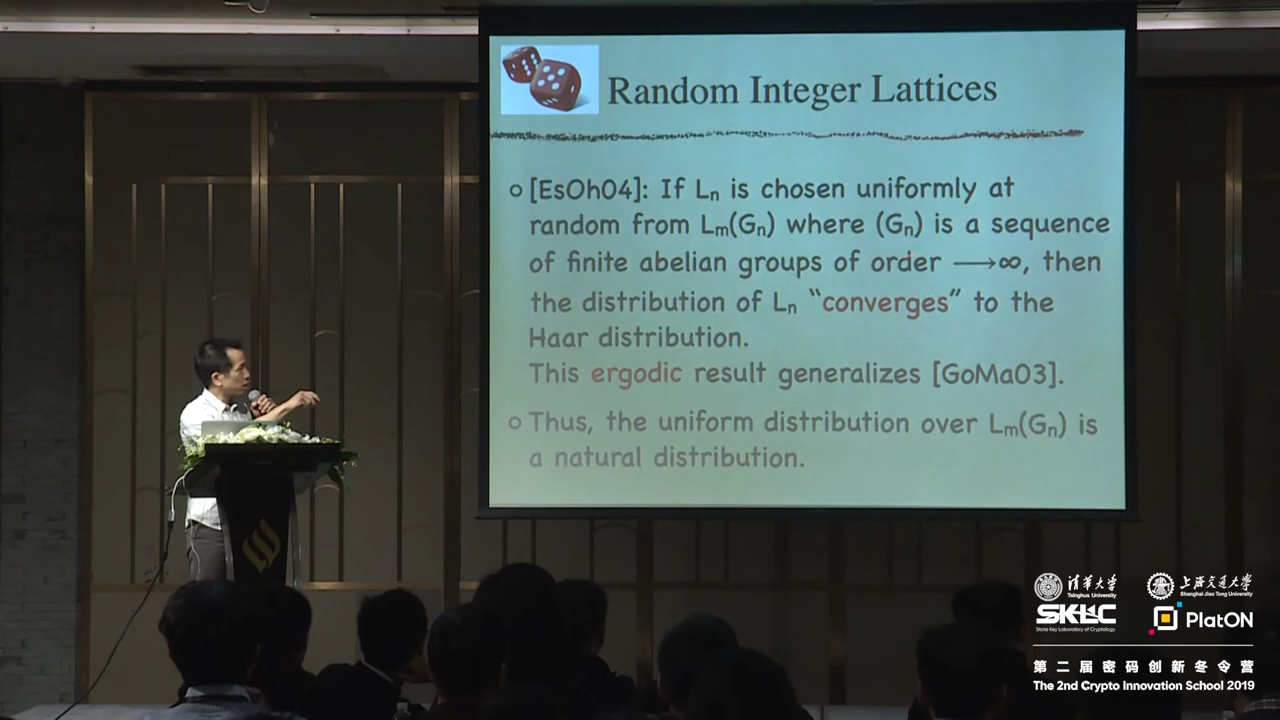 Random Integer Lattices
[EsOh04]: If Ln is chosen uniformly at
random from Lm(Gn) where (Gn) is a sequence
of finite abelian groups of order ⟶∞, then
the distribution of Ln “converges” to the
Haar distribution.
This ergodic result generalizes [GoMa03].
Thus, the uniform distribution over Lm(Gn) is
a natural distribution.
清华大学
Tsinghua University
上海交通大学
Shanghai Jiao Tong University
SKLC
State Key Laboratory of Cryptology
PlatON
第二届密码创新冬令营
The 2nd Crypto Innovation School 2019